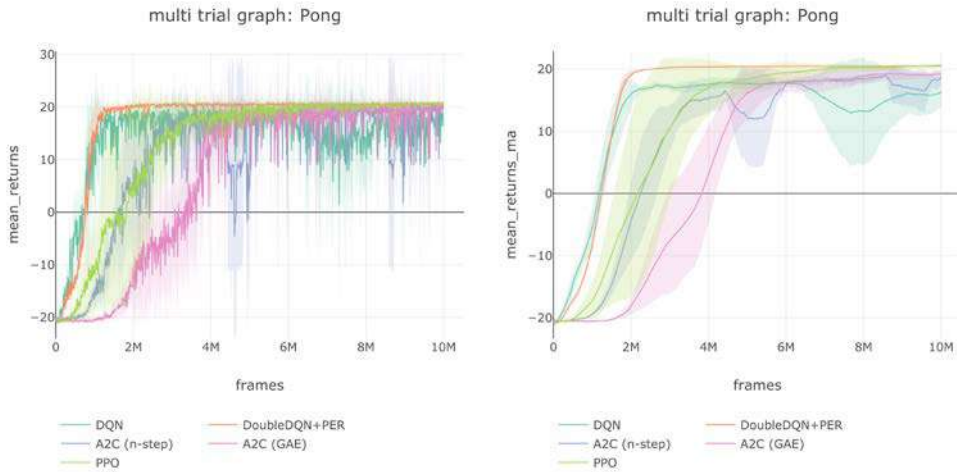 multi trial graph: Pong
30
20
10
0
−10
−20
mean_returns
0 2M 4M 6M 8M 10M
frames
DQN DoubleDQN+PER
A2C (n-step) A2C (GAE)
PPO
multi trial graph: Pong
20
10
0
−10
−20
mean_returns_ma
0 2M 4M 6M 8M 10M
frames
DQN DoubleDQN+PER
A2C (n-step) A2C (GAE)
PPO